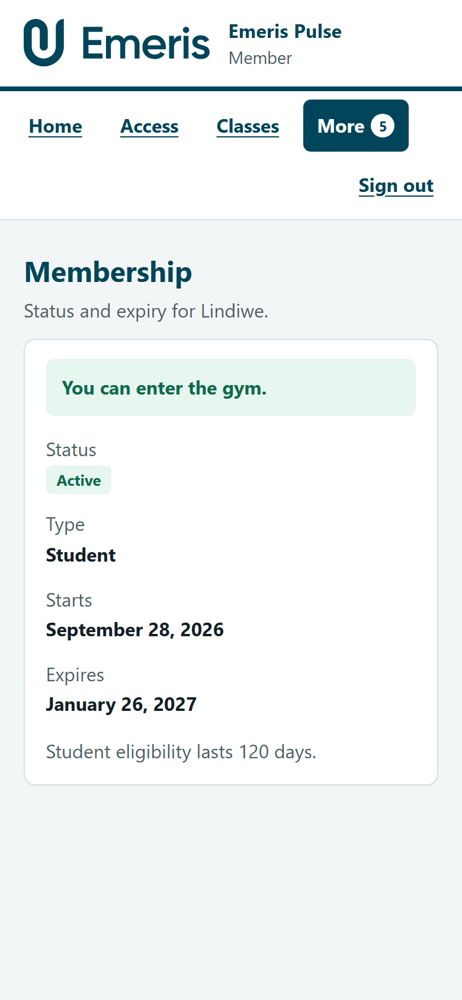 Emeris
Emeris Pulse
Member
Home
Access
Classes
More 5
Sign out
Membership
Status and expiry for Lindiwe.
You can enter the gym.
Status
Active
Type
Student
Starts
September 28, 2026
Expires
January 26, 2027
Student eligibility lasts 120 days.